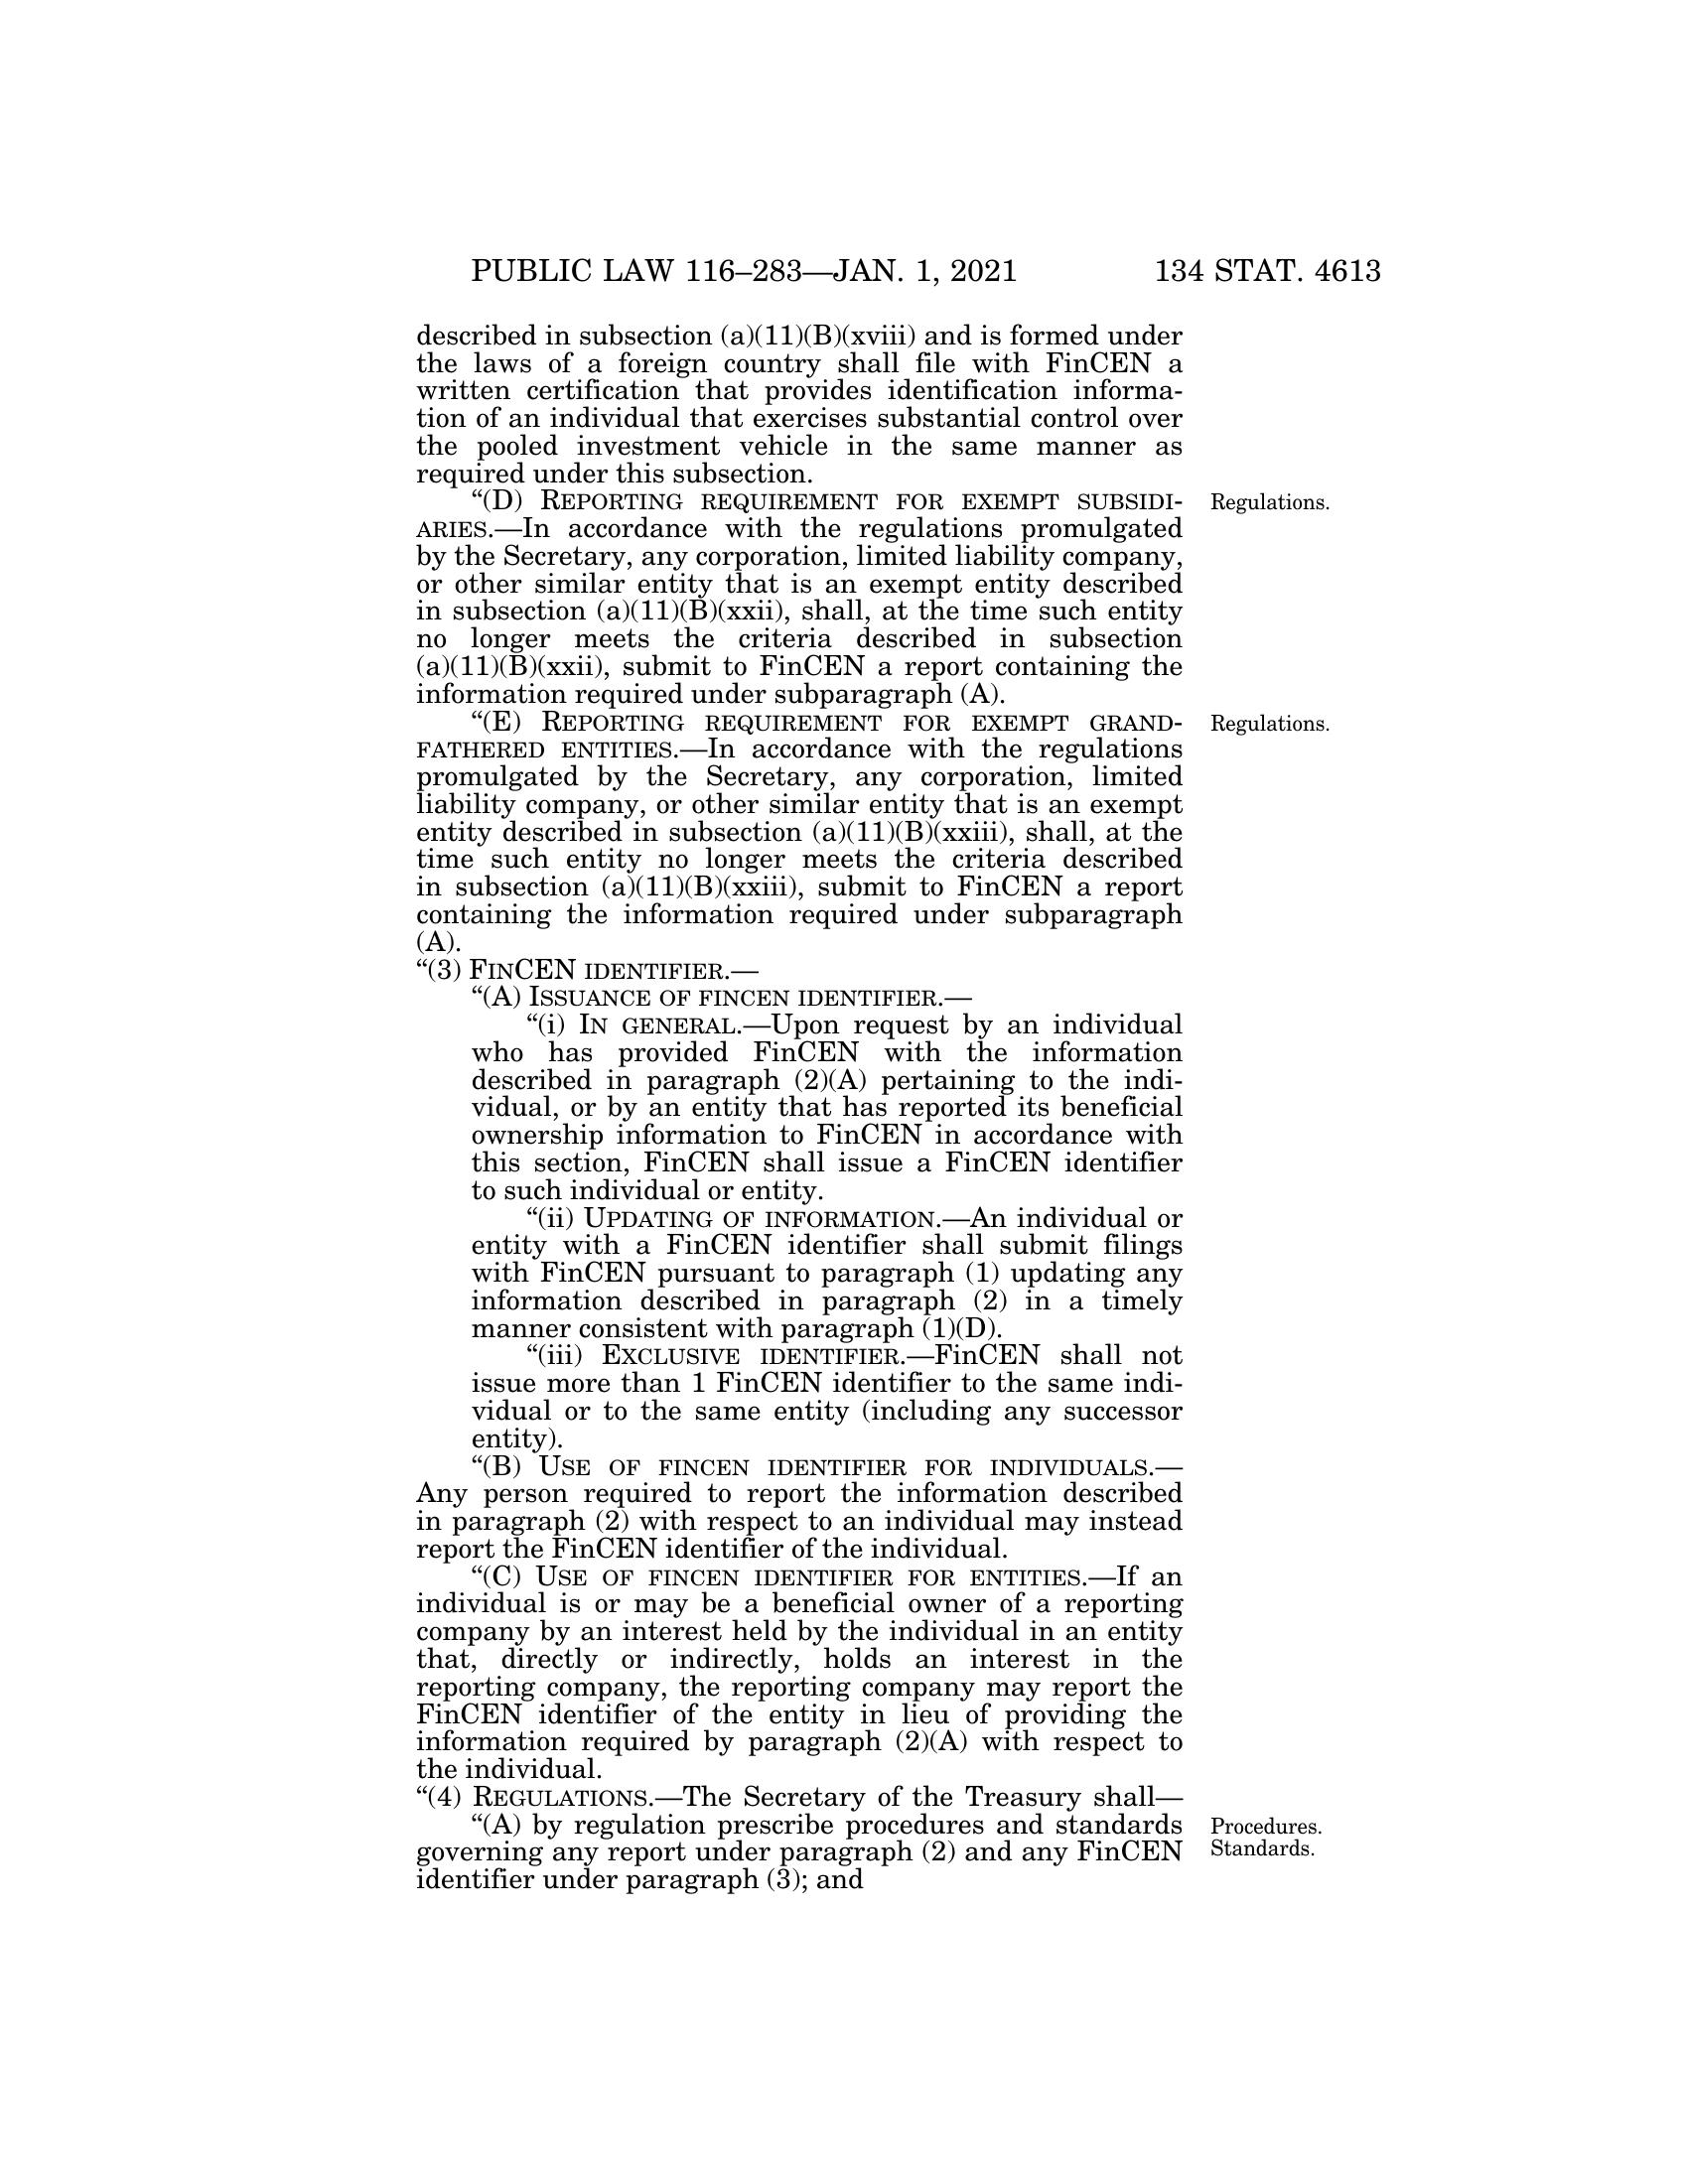 PUBLIC LAW 116–283—JAN. 1, 2021 134 STAT. 4613
described in subsection (a)(11)(B)(xviii) and is formed under
the laws of a foreign country shall file with FinCEN a
written certification that provides identification informa-
tion of an individual that exercises substantial control over
the pooled investment vehicle in the same manner as
required under this subsection.
“(D) REPORTING REQUIREMENT FOR EXEMPT SUBSIDI-
ARIES.—In accordance with the regulations promulgated
by the Secretary, any corporation, limited liability company,
or other similar entity that is an exempt entity described
in subsection (a)(11)(B)(xxii), shall, at the time such entity
no longer meets the criteria described in subsection
(a)(11)(B)(xxii), submit to FinCEN a report containing the
information required under subparagraph (A).
“(E) REPORTING REQUIREMENT FOR EXEMPT GRAND-
FATHERED ENTITIES.—In accordance with the regulations
promulgated by the Secretary, any corporation, limited
liability company, or other similar entity that is an exempt
entity described in subsection (a)(11)(B)(xxiii), shall, at the
time such entity no longer meets the criteria described
in subsection (a)(11)(B)(xxiii), submit to FinCEN a report
containing the information required under subparagraph
(A).
“(3) FINCEN IDENTIFIER.—
“(A) ISSUANCE OF FINCEN IDENTIFIER.—
“(i) IN GENERAL.—Upon request by an individual
who has provided FinCEN with the information
described in paragraph (2)(A) pertaining to the indi-
vidual, or by an entity that has reported its beneficial
ownership information to FinCEN in accordance with
this section, FinCEN shall issue a FinCEN identifier
to such individual or entity.
“(ii) UPDATING OF INFORMATION.—An individual or
entity with a FinCEN identifier shall submit filings
with FinCEN pursuant to paragraph (1) updating any
information described in paragraph (2) in a timely
manner consistent with paragraph (1)(D).
“(iii) EXCLUSIVE IDENTIFIER.—FinCEN shall not
issue more than 1 FinCEN identifier to the same indi-
vidual or to the same entity (including any successor
entity).
“(B) USE OF FINCEN IDENTIFIER FOR INDIVIDUALS.—
Any person required to report the information described
in paragraph (2) with respect to an individual may instead
report the FinCEN identifier of the individual.
“(C) USE OF FINCEN IDENTIFIER FOR ENTITIES.—If an
individual is or may be a beneficial owner of a reporting
company by an interest held by the individual in an entity
that, directly or indirectly, holds an interest in the
reporting company, the reporting company may report the
FinCEN identifier of the entity in lieu of providing the
information required by paragraph (2)(A) with respect to
the individual.
“(4) REGULATIONS.—The Secretary of the Treasury shall—
“(A) by regulation prescribe procedures and standards
governing any report under paragraph (2) and any FinCEN
identifier under paragraph (3); and
Regulations.
Regulations.
Procedures.
Standards.